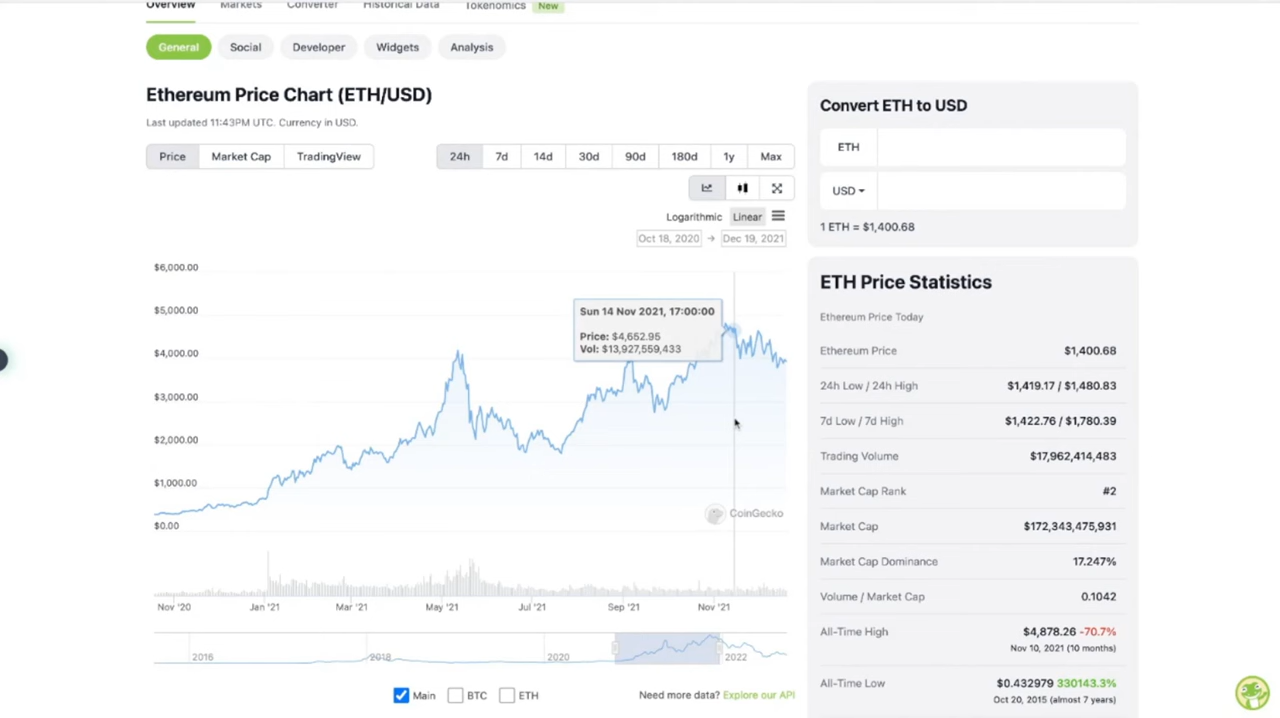 Overview Markets Converter Historical Data Tokenomics New
General Social Developer Widgets Analysis
Ethereum Price Chart (ETH/USD)
Last updated 11:43PM UTC. Currency in USD.
Price Market Cap TradingView
24h 7d 14d 30d 90d 180d 1y Max
Logarithmic Linear
Oct 18, 2020 → Dec 19, 2021
$6,000.00
$5,000.00
$4,000.00
$3,000.00
$2,000.00
$1,000.00
$0.00
Sun 14 Nov 2021, 17:00:00
Price: $4,652.95
Vol: $13,927,559,433
CoinGecko
Nov '20 Jan '21 Mar '21 May '21 Jul '21 Sep '21 Nov '21
2016 2018 2020 2022
Main BTC ETH
Need more data? Explore our API
Convert ETH to USD
ETH
USD
1 ETH = $1,400.68
ETH Price Statistics
Ethereum Price Today
Ethereum Price $1,400.68
24h Low / 24h High $1,419.17 / $1,480.83
7d Low / 7d High $1,422.76 / $1,780.39
Trading Volume $17,962,414,483
Market Cap Rank #2
Market Cap $172,343,475,931
Market Cap Dominance 17.247%
Volume / Market Cap 0.1042
All-Time High $4,878.26 -70.7%
Nov 10, 2021 (10 months)
All-Time Low $0.432979 330143.3%
Oct 20, 2015 (almost 7 years)